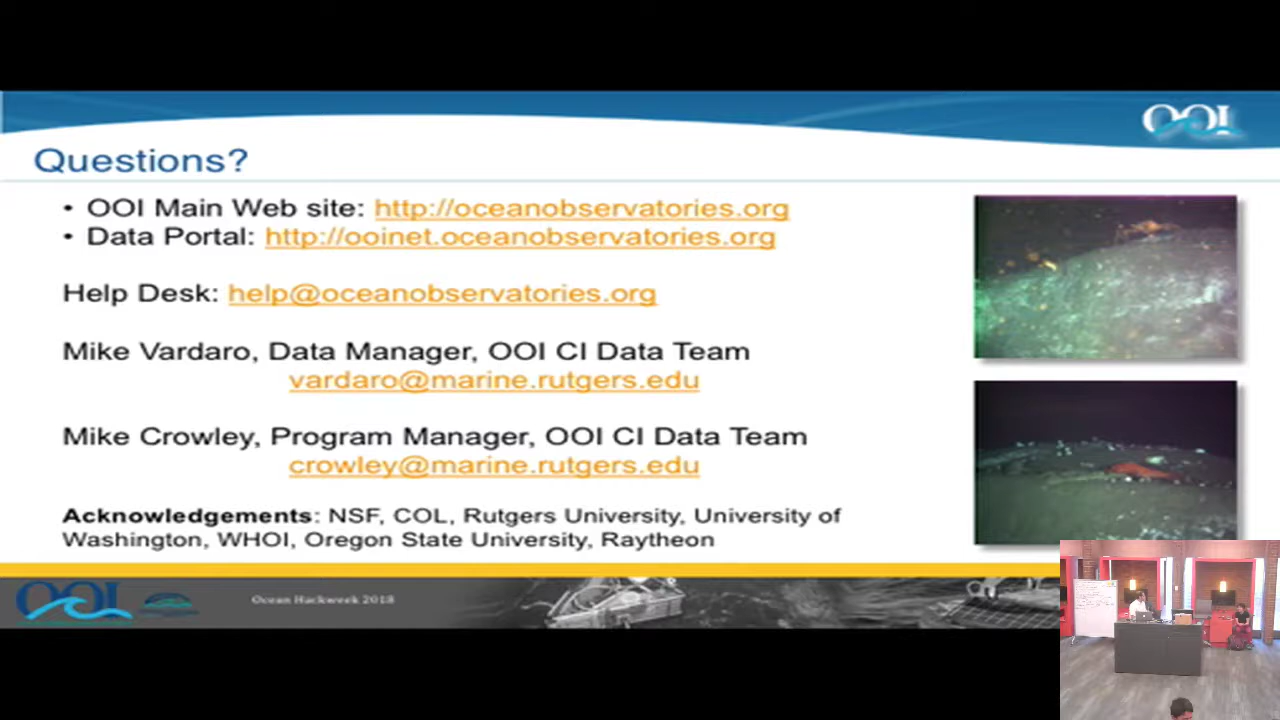 OOI
Questions?
• OOI Main Web site: http://oceanobservatories.org
• Data Portal: http://ooinet.oceanobservatories.org
Help Desk: help@oceanobservatories.org
Mike Vardaro, Data Manager, OOI CI Data Team
vardaro@marine.rutgers.edu
Mike Crowley, Program Manager, OOI CI Data Team
crowley@marine.rutgers.edu
Acknowledgements: NSF, COL, Rutgers University, University of
Washington, WHOI, Oregon State University, Raytheon
OOI
Ocean Hackweek 2018